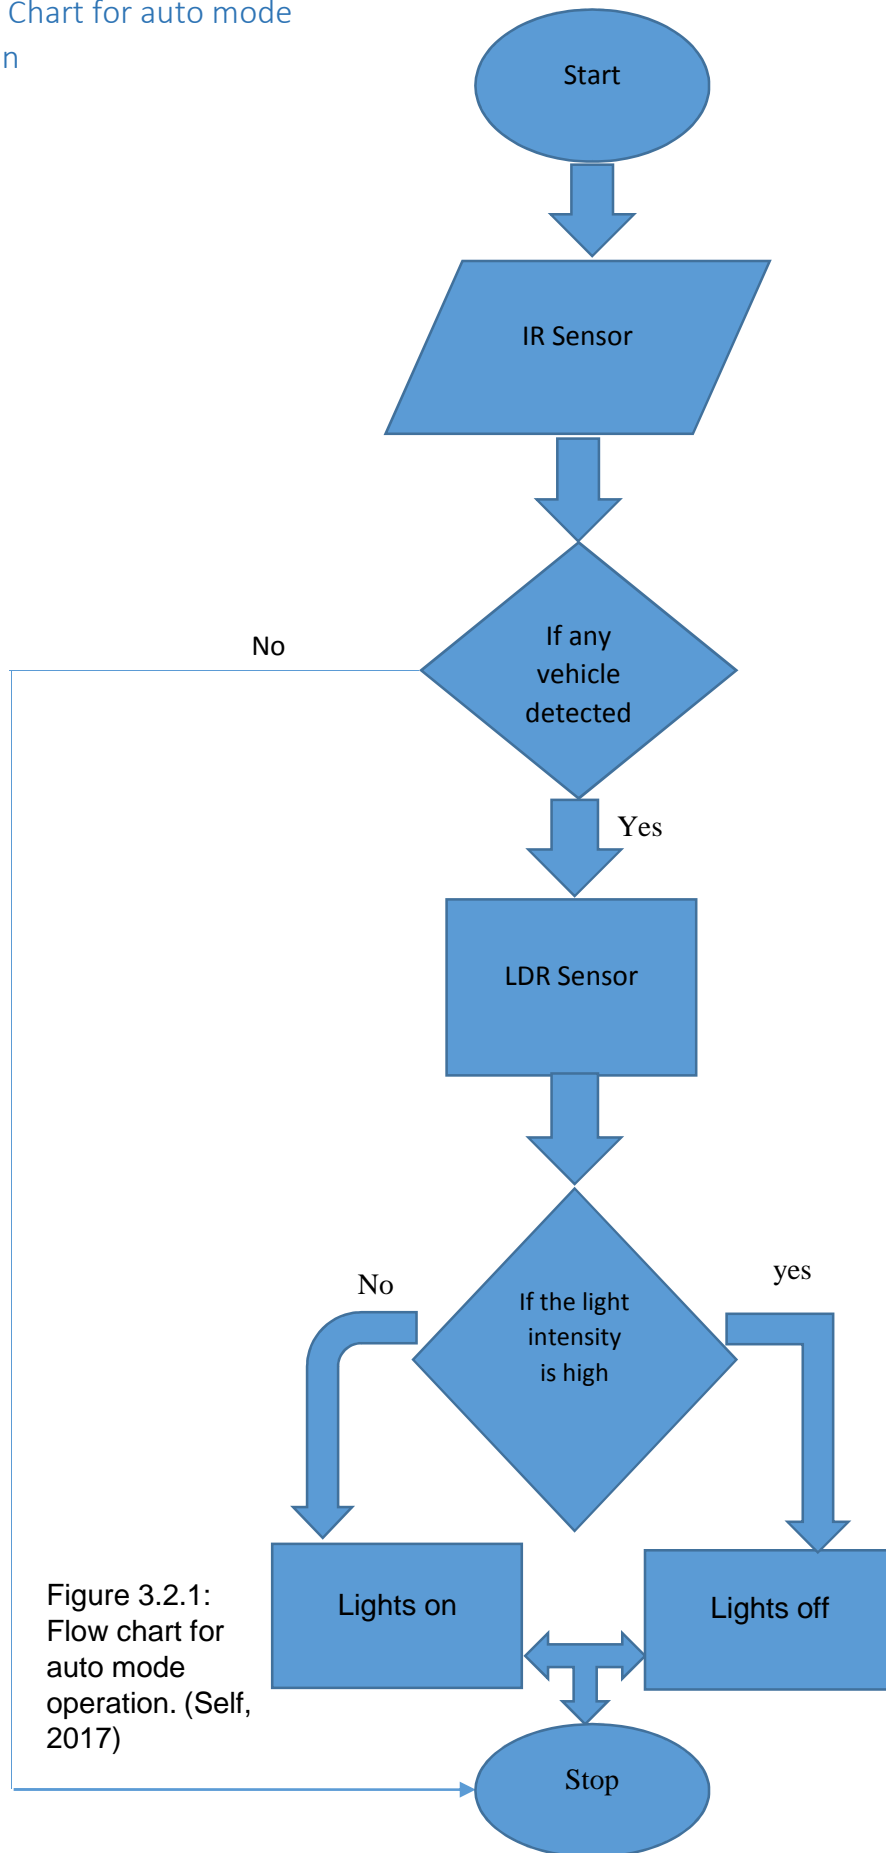 Chart for auto mode
n
Start
IR Sensor
No
If any
vehicle
detected
Yes
LDR Sensor
No
yes
If the light
intensity
is high
Lights on
Lights off
Figure 3.2.1:
Flow chart for
auto mode
operation. (Self,
2017)
Stop